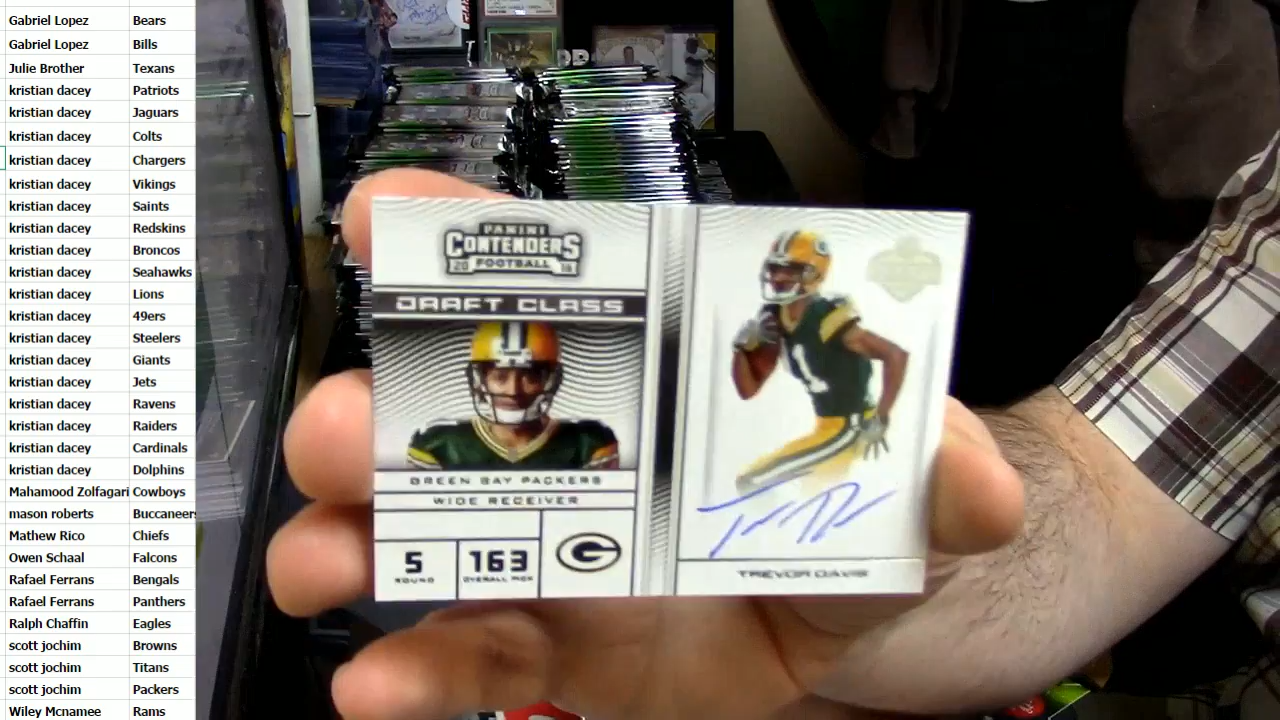 Gabriel Lopez Bears
Gabriel Lopez Bills
Julie Brother Texans
kristian dacey Patriots
kristian dacey Jaguars
kristian dacey Colts
kristian dacey Chargers
kristian dacey Vikings
kristian dacey Saints
kristian dacey Redskins
kristian dacey Broncos
kristian dacey Seahawks
kristian dacey Lions
kristian dacey 49ers
kristian dacey Steelers
kristian dacey Giants
kristian dacey Jets
kristian dacey Ravens
kristian dacey Raiders
kristian dacey Cardinals
kristian dacey Dolphins
Mahamood Zolfagari Cowboys
mason roberts Buccaneers
Mathew Rico Chiefs
Owen Schaal Falcons
Rafael Ferrans Bengals
Rafael Ferrans Panthers
Ralph Chaffin Eagles
scott jochim Browns
scott jochim Titans
scott jochim Packers
Wiley Mcnamee Rams
PANINI
CONTENDERS
20 FOOTBALL 16
DRAFT CLASS
GREEN BAY PACKERS
WIDE RECEIVER
5
ROUND
163
OVERALL PICK
G
TREVOR DAVIS